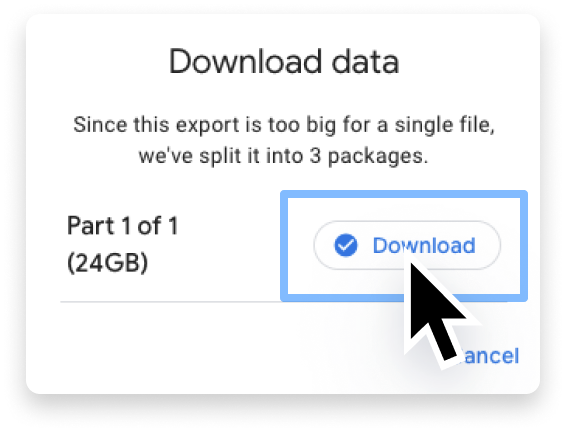 Download data
Since this export is too big for a single file,
we've split it into 3 packages.
Part 1 of 1
(24GB)
Download
ancel